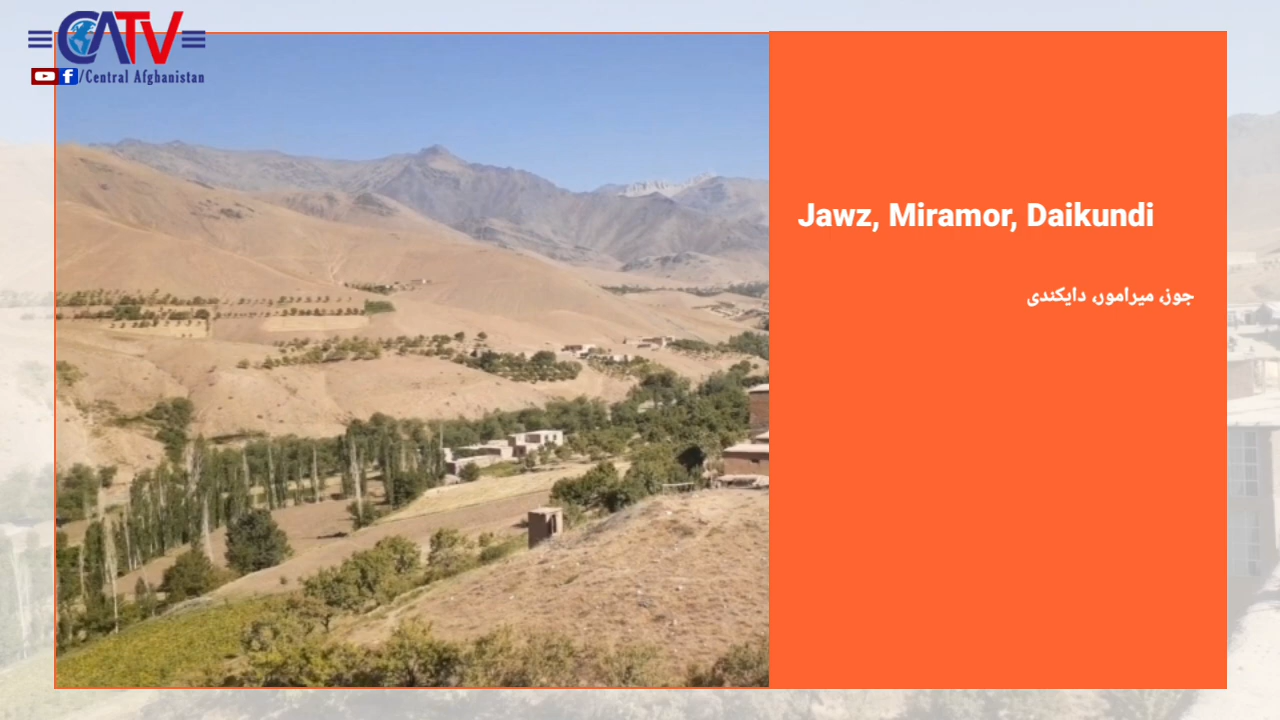 CATV
/Central Afghanistan
Jawz, Miramor, Daikundi
جوز، میرامور، دایکندی